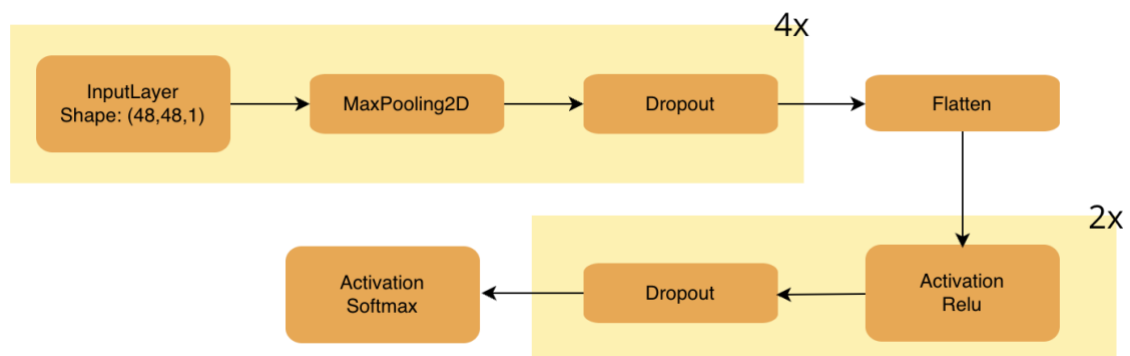 4x
InputLayer
Shape: (48,48,1)
MaxPooling2D
Dropout
Flatten
2x
Activation
Relu
Dropout
Activation
Softmax